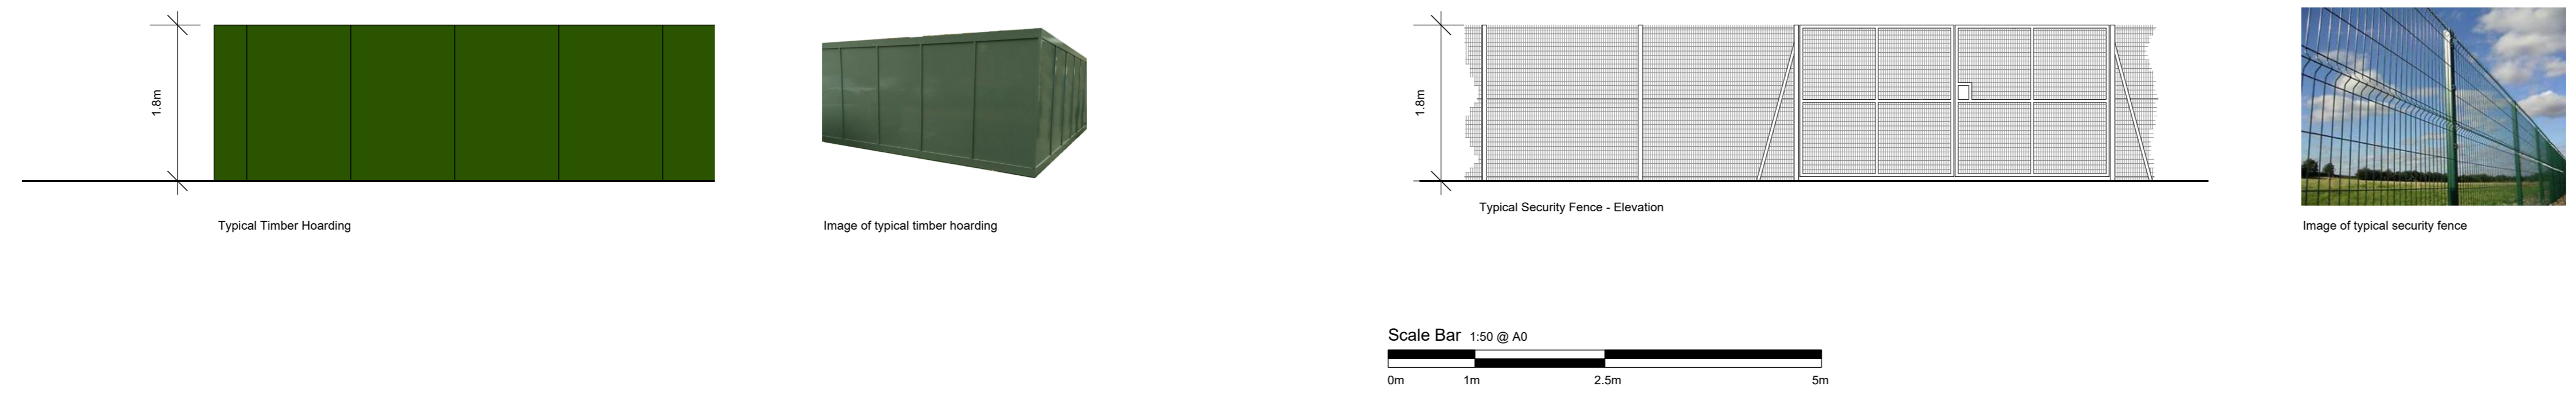 1.8m
Typical Timber Hoarding
Image of typical timber hoarding
1.8m
Typical Security Fence - Elevation
Image of typical security fence
Scale Bar 1:50 @ A0
0m 1m 2.5m 5m